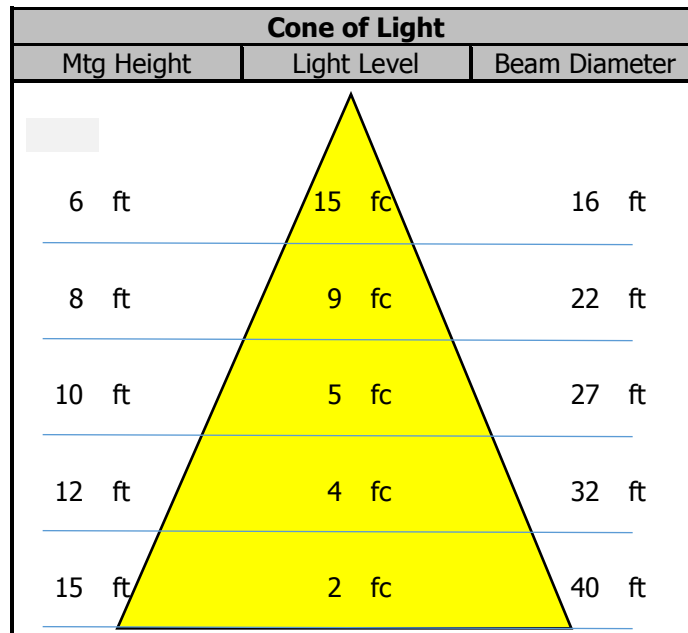 Cone of Light
Mtg Height Light Level Beam Diameter
6 ft 15 fc 16 ft
8 ft 9 fc 22 ft
10 ft 5 fc 27 ft
12 ft 4 fc 32 ft
15 ft 2 fc 40 ft